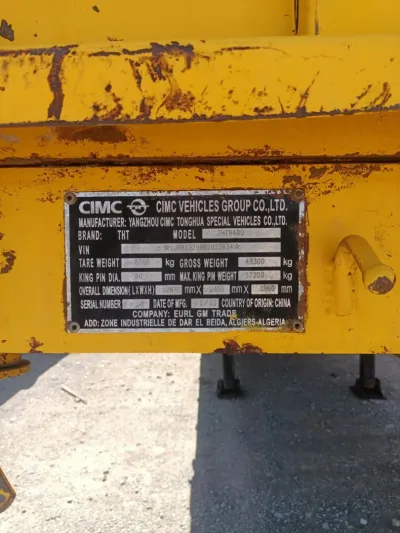 CIMC CIMC VEHICLES GROUP CO.,LTD.
MANUFACTURER: YANGZHOU CIMC TONGHUA SPECIAL VEHICLES CO.,LTD.
BRAND: THT MODEL
VIN
TARE WEIGHT kg GROSS WEIGHT 48300 kg
KING PIN DIA. mm MAX KING PIN WEIGHT 17200 kg
OVERALL DIMENSION (LXWXH) mm X mm X mm
SERIAL NUMBER DATE OF MFG. COUNTRY OF ORIGIN: CHINA
COMPANY: EURL GM TRADE
ADD: ZONE INDUSTRIELLE DE DAR EL BEIDA, ALGIERS-ALGERIA